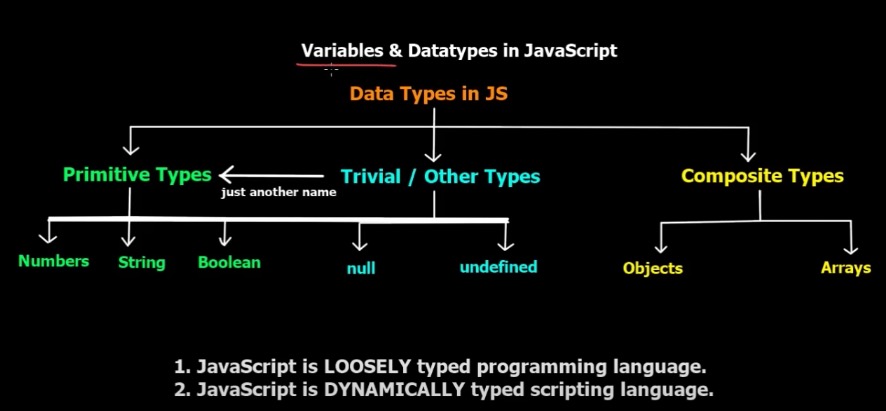 Variables & Datatypes in JavaScript
Data Types in JS
Primitive Types
just another name
Trivial / Other Types
Composite Types
Numbers
String
Boolean
null
undefined
Objects
Arrays
1. JavaScript is LOOSELY typed programming language.
2. JavaScript is DYNAMICALLY typed scripting language.